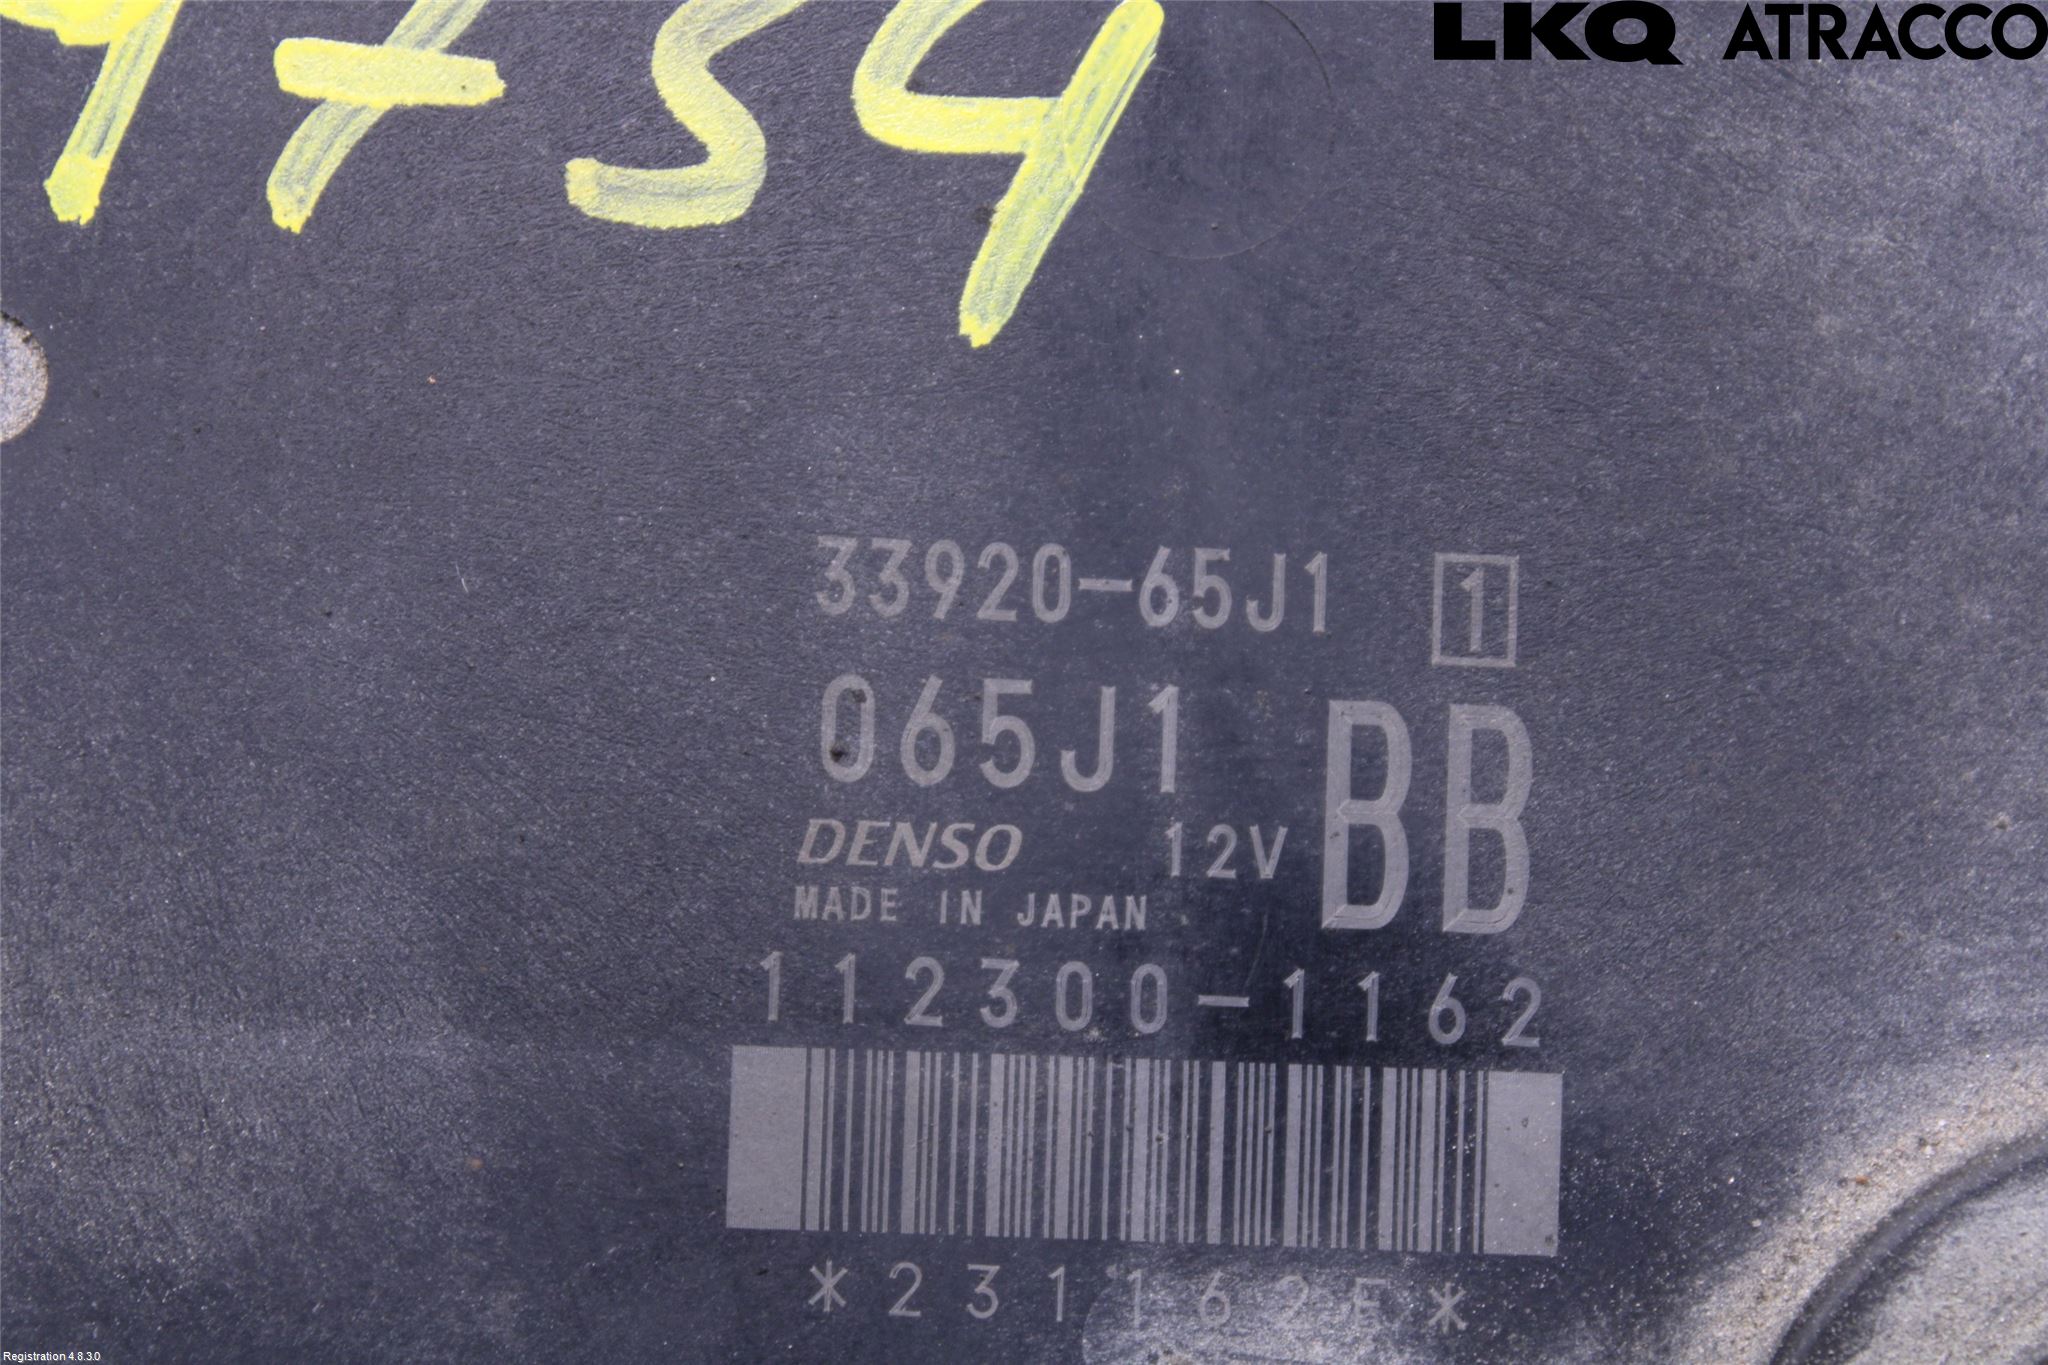 LKQ ATRACCO
33920-65J1 1
065J1
BB
DENSO 12V
MADE IN JAPAN
112300-1162
*231162E*
Registration 4.8.3.0